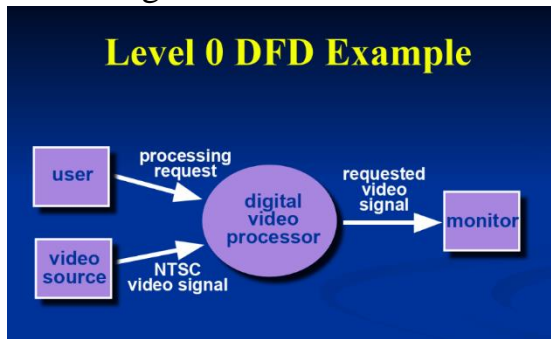 Level 0 DFD Example
user
processing
request
digital
video
processor
requested
video
signal
monitor
video
source
NTSC
video signal